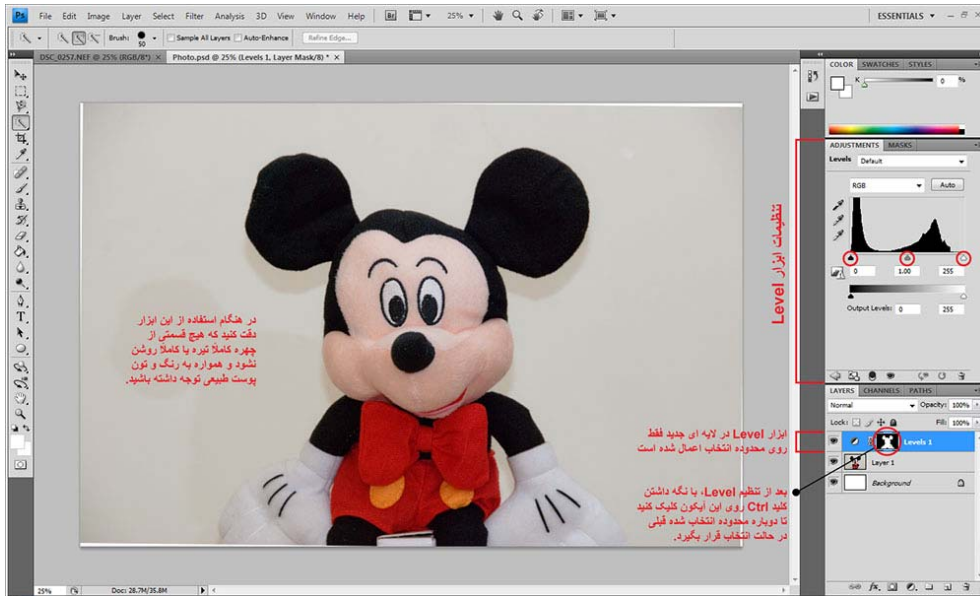 Ps File Edit Image Layer Select Filter Analysis 3D View Window Help Br 25% ESSENTIALS
Brush: 50 Sample All Layers Auto-Enhance Refine Edge...
DSC_0257.NEF @ 25% (RGB/8*) × Photo.psd @ 25% (Levels 1, Layer Mask/8) * ×
COLOR SWATCHES STYLES
K 0 %
ADJUSTMENTS MASKS
Levels Default
RGB Auto
0 1.00 255
Output Levels: 0 255
تنظیمات ابزار Level
در هنگام استفاده از این ابزار
دقت کنید که هیچ قسمتی از
چهره کاملاً تیره یا کاملاً روشن
نشود و همواره به رنگ و تون
پوست طبیعی توجه داشته باشید.
LAYERS CHANNELS PATHS
Normal Opacity: 100%
Lock: Fill: 100%
Levels 1
Layer 1
Background
ابزار Level در لایه ای جدید فقط
روی محدوده انتخاب اعمال شده است
بعد از تنظیم Level، با نگه داشتن
کلید Ctrl روی این آیکون کلیک کنید
تا دوباره محدوده انتخاب شده قبلی
در حالت انتخاب قرار بگیرد.
25% Doc: 28.7M/35.8M
fx